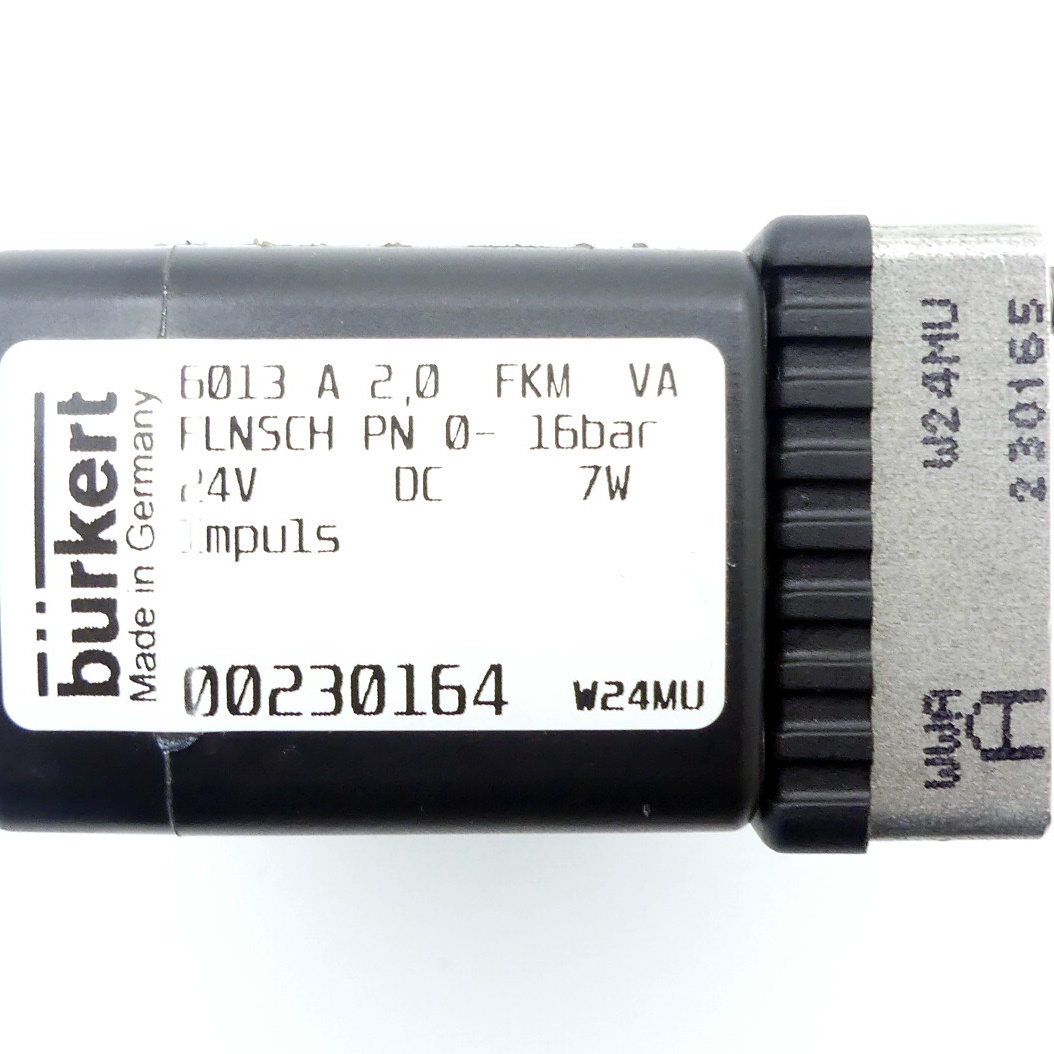 bürkert
Made in Germany
6013 A 2,0 FKM VA
FLNSCH PN 0- 16bar
24V DC 7W
Impuls
00230164 W24MU
W24MU
230165
WWA
A